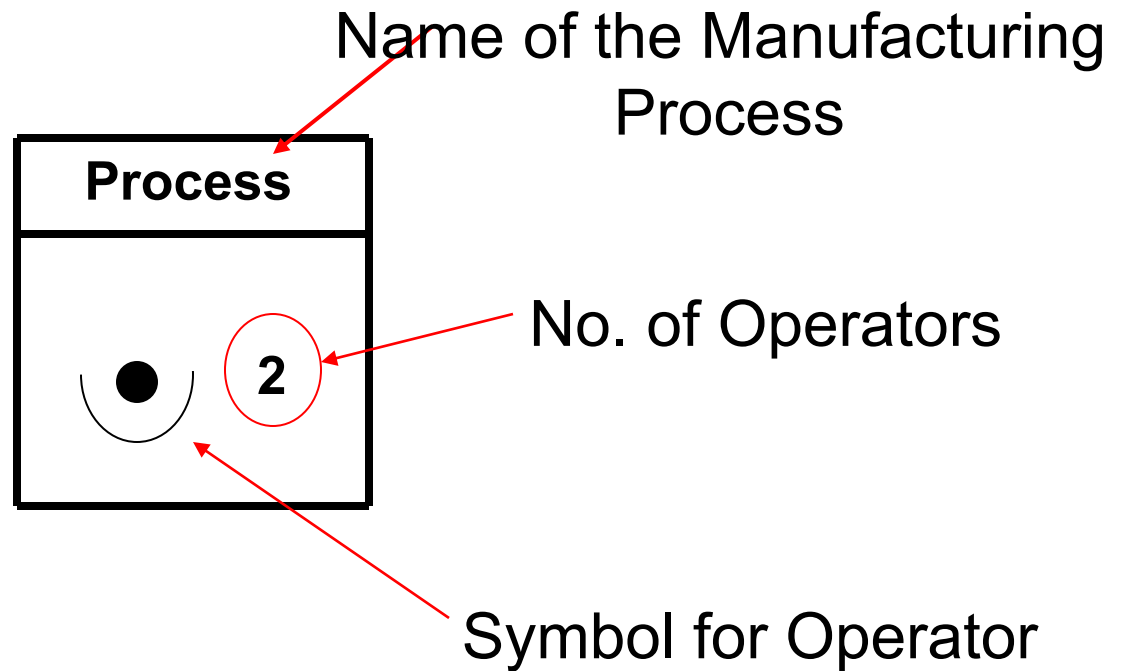 Name of the Manufacturing
Process
Process
No. of Operators
2
Symbol for Operator